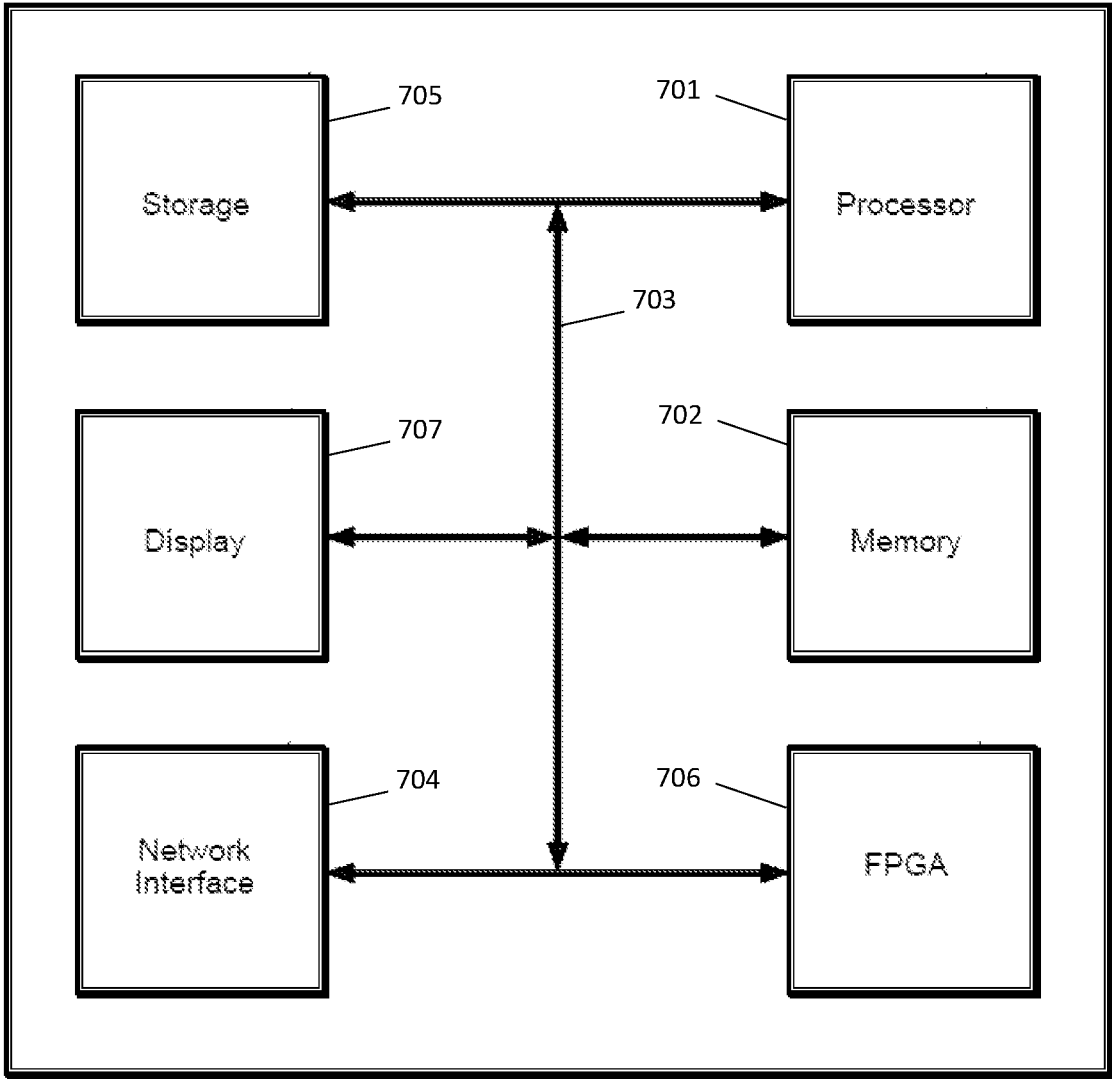 705
701
Storage
Processor
703
707
702
Display
Memory
704
706
Network
Interface
FPGA